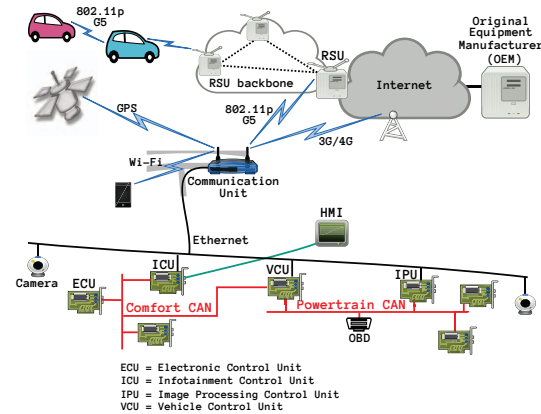 802.11p
G5
Original
Equipment
Manufacturer
(OEM)
RSU
RSU backbone
Internet
GPS
802.11p
G5
3G/4G
Wi-Fi
Communication
Unit
HMI
Ethernet
Camera
ECU
ICU
VCU
IPU
Comfort CAN
Powertrain CAN
OBD
ECU = Electronic Control Unit
ICU = Infotainment Control Unit
IPU = Image Processing Control Unit
VCU = Vehicle Control Unit